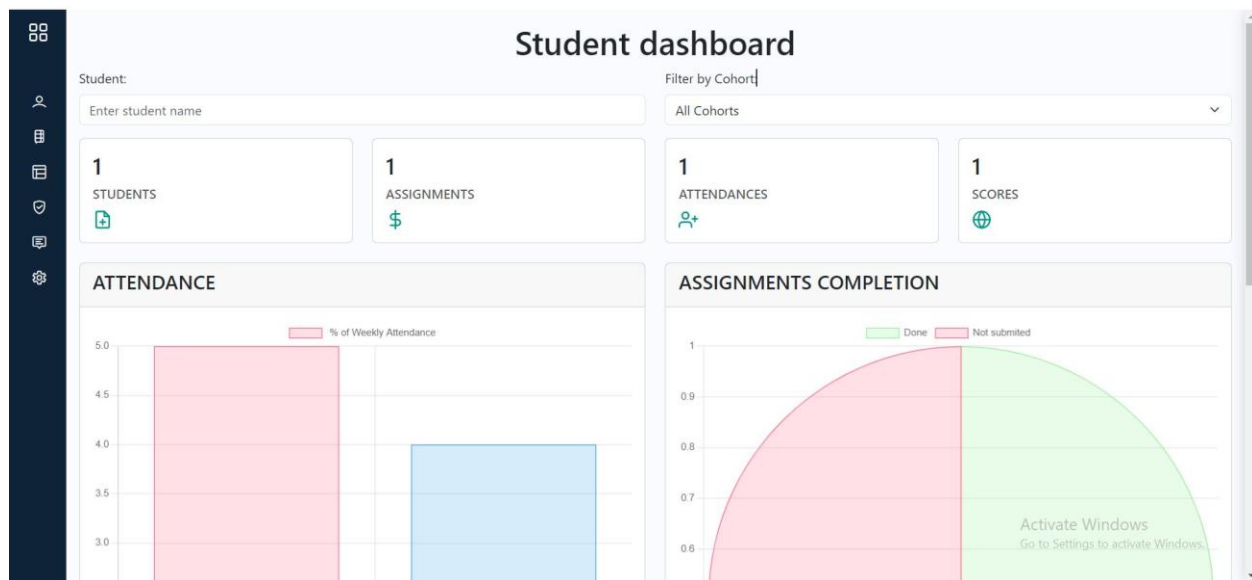 Student dashboard
Student:
Filter by Cohort:
Enter student name
All Cohorts
1
STUDENTS
1
ASSIGNMENTS
1
ATTENDANCES
1
SCORES
ATTENDANCE
% of Weekly Attendance
5.0
4.5
4.0
3.5
3.0
ASSIGNMENTS COMPLETION
Done
Not submited
1
0.9
0.8
0.7
0.6
Activate Windows
Go to Settings to activate Windows.